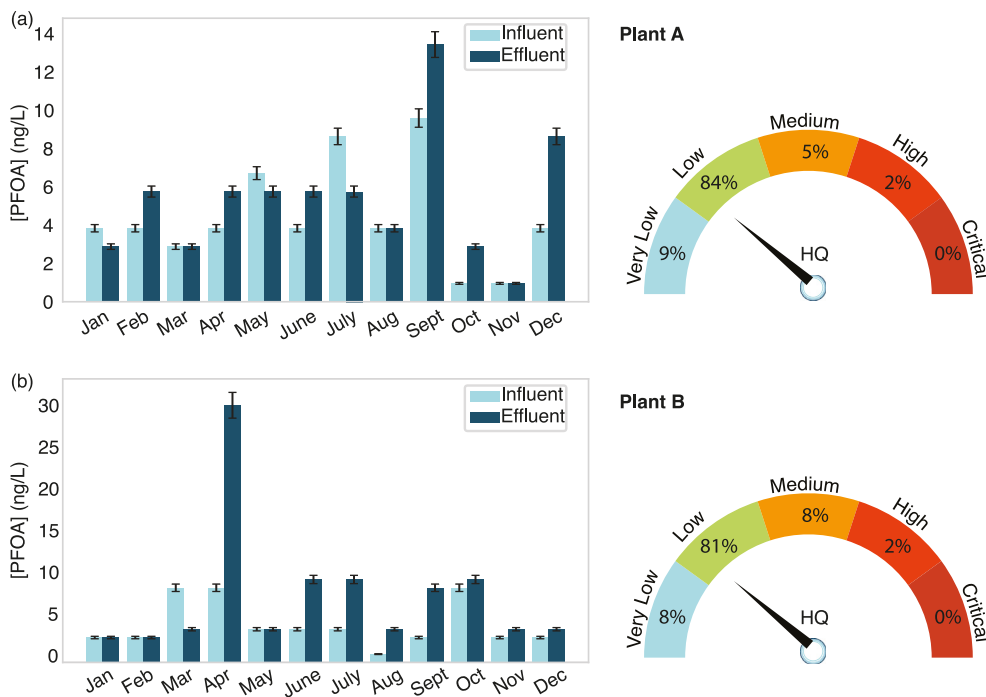 (a)
[PFOA] (ng/L)
14
12
10
8
6
4
2
0
Influent
Effluent
Jan Feb Mar Apr May June July Aug Sept Oct Nov Dec
Plant A
Very Low
Low
Medium
High
Critical
9%
84%
5%
2%
0%
HQ
(b)
[PFOA] (ng/L)
30
25
20
15
10
5
0
Influent
Effluent
Jan Feb Mar Apr May June July Aug Sept Oct Nov Dec
Plant B
Very Low
Low
Medium
High
Critical
8%
81%
8%
2%
0%
HQ